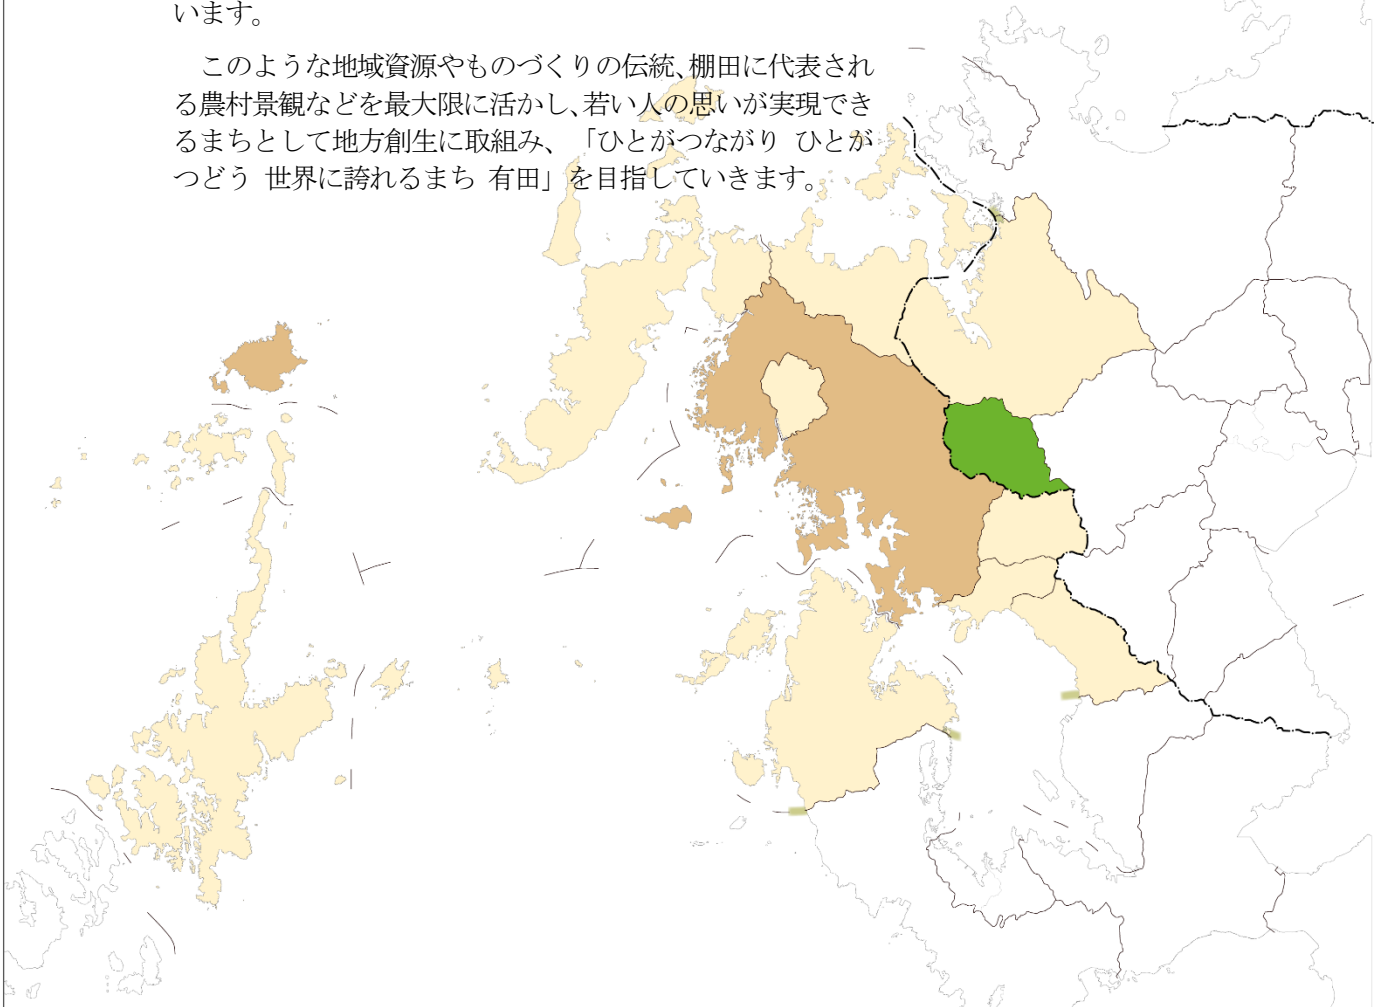 います。
このような地域資源やものづくりの伝統、棚田に代表され
る農村景観などを最大限に活かし、若い人の思いが実現でき
るまちとして地方創生に取組み、「ひとがつながり ひとが
つどう 世界に誇れるまち 有田」を目指していきます。